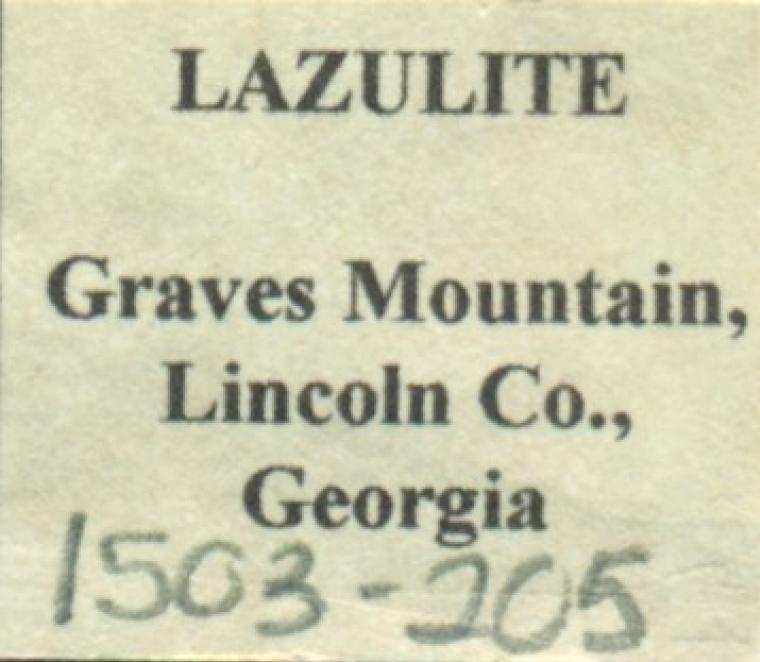 LAZULITE
Graves Mountain,
Lincoln Co.,
Georgia
1503-205